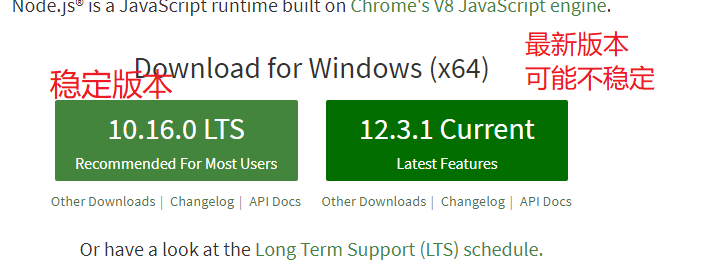 Node.js® is a JavaScript runtime built on Chrome's V8 JavaScript engine.
最新版本
可能不稳定
Download for Windows (x64)
稳定版本
10.16.0 LTS
Recommended For Most Users
12.3.1 Current
Latest Features
Other Downloads | Changelog | API Docs
Other Downloads | Changelog | API Docs
Or have a look at the Long Term Support (LTS) schedule.